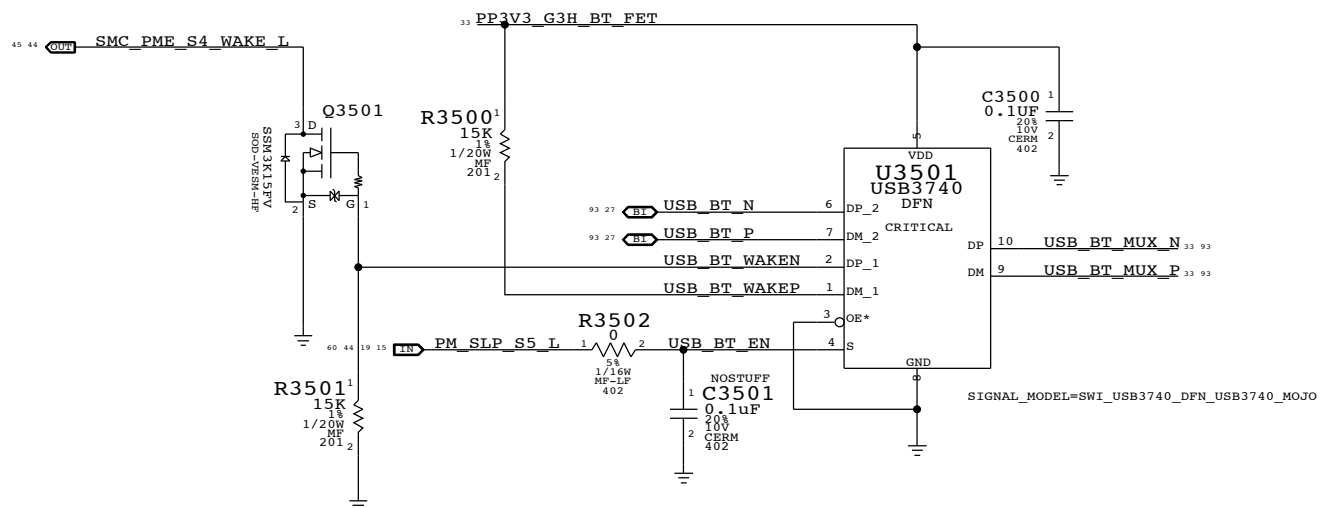 33 PP3V3_G3H_BT_FET
45 44 OUT SMC_PME_S4_WAKE_L
Q3501
3 D
SSM3K15FV
SOD-VESM-HF
2 S G 1
R3500 1
15K
1%
1/20W
MF
201 2
C3500 1
0.1UF
20%
10V 2
CERM
402
5
VDD
U3501
USB3740
DFN
CRITICAL
93 27 BI USB_BT_N 6 DP_2
93 27 BI USB_BT_P 7 DM_2
USB_BT_WAKEN 2 DP_1
USB_BT_WAKEP 1 DM_1
DP 10 USB_BT_MUX_N 33 93
DM 9 USB_BT_MUX_P 33 93
3 OE*
60 44 19 15 IN PM_SLP_S5_L
R3502
0
1 2
5%
1/16W
MF-LF
402
USB_BT_EN 4 S
GND
8
NOSTUFF
1 C3501
0.1uF
20%
10V
2 CERM
402
R3501 1
15K
1%
1/20W
MF
201 2
SIGNAL_MODEL=SWI_USB3740_DFN_USB3740_MOJO